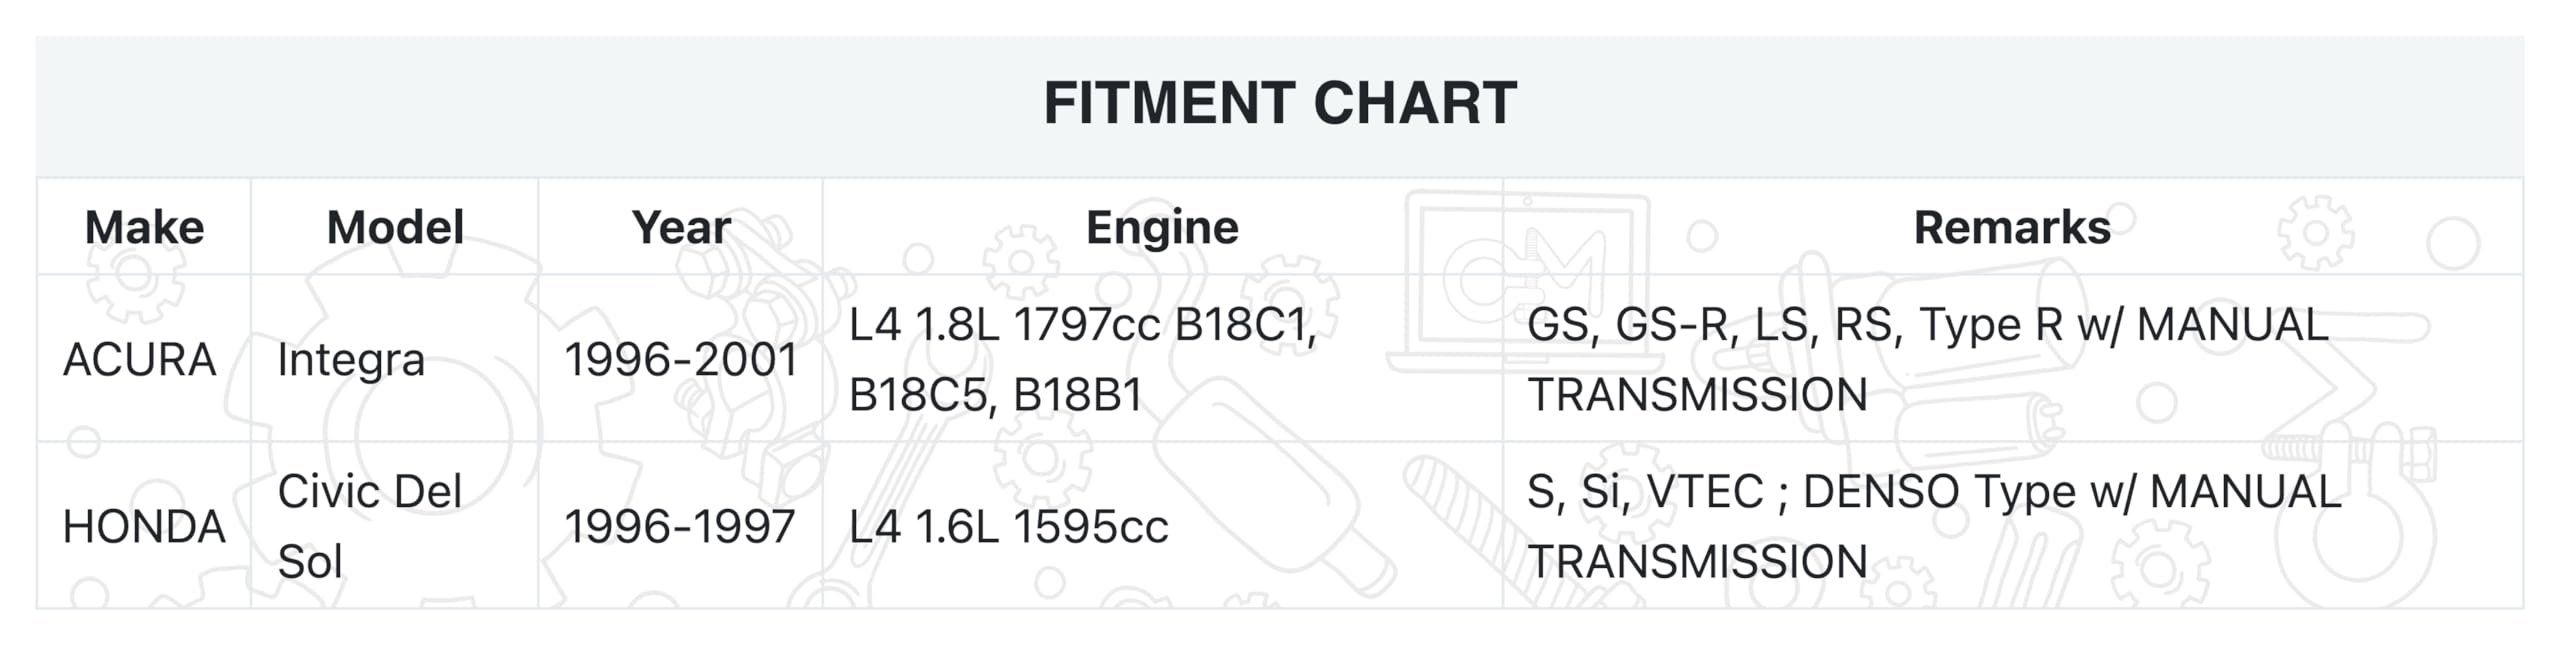 FITMENT CHART
Make Model Year Engine Remarks
ACURA Integra 1996-2001 L4 1.8L 1797cc B18C1,
B18C5, B18B1 GS, GS-R, LS, RS, Type R w/ MANUAL
TRANSMISSION
HONDA Civic Del
Sol 1996-1997 L4 1.6L 1595cc S, Si, VTEC ; DENSO Type w/ MANUAL
TRANSMISSION